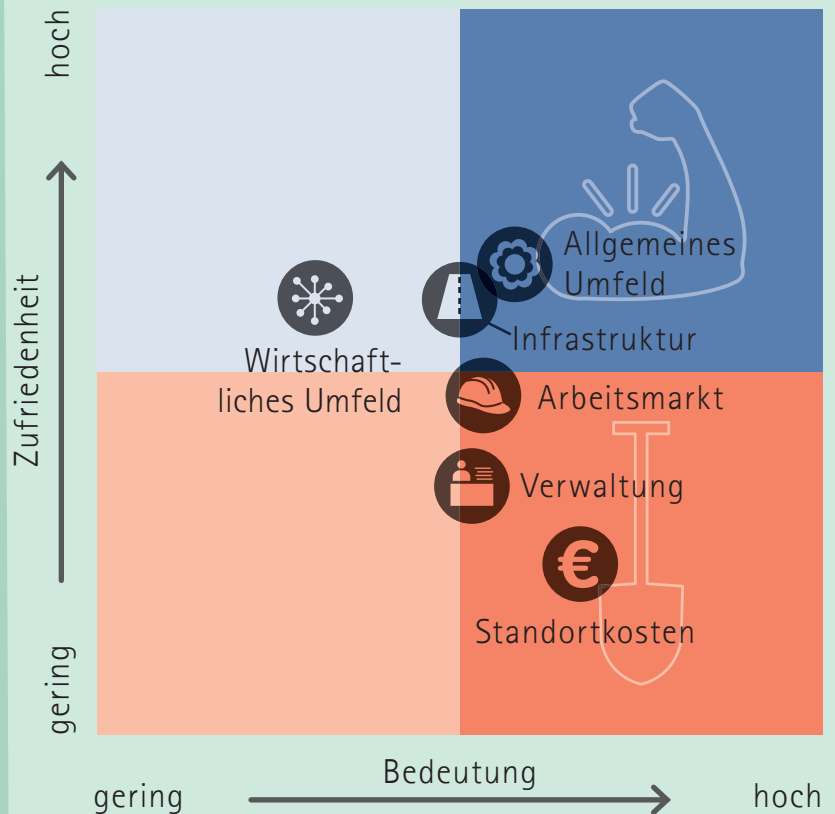 hoch
Zufriedenheit
gering
Allgemeines
Umfeld
Infrastruktur
Wirtschaft-
liches Umfeld
Arbeitsmarkt
Verwaltung
€
Standortkosten
Bedeutung
gering
hoch